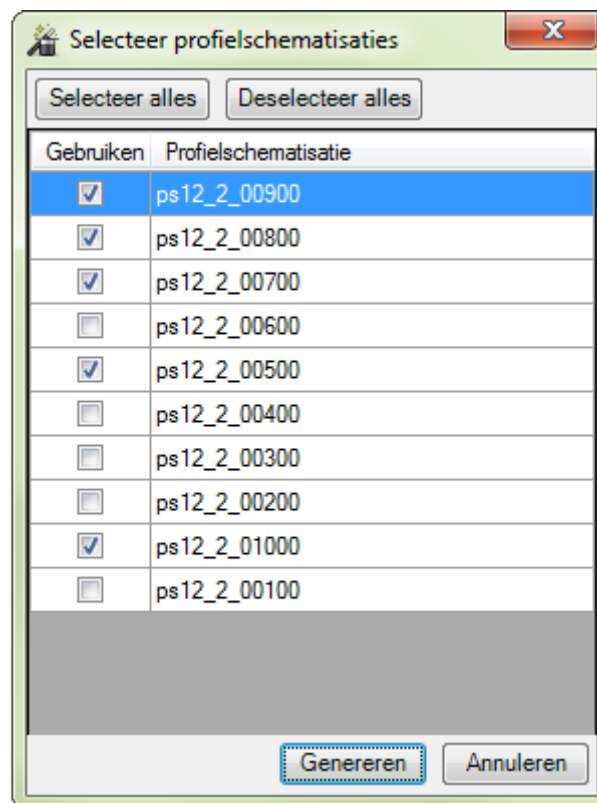 Selecteer profielschematisaties
Selecteer alles Deselecteer alles
Gebruiken Profielschematisatie
ps12_2_00900
ps12_2_00800
ps12_2_00700
ps12_2_00600
ps12_2_00500
ps12_2_00400
ps12_2_00300
ps12_2_00200
ps12_2_01000
ps12_2_00100
Genereren Annuleren